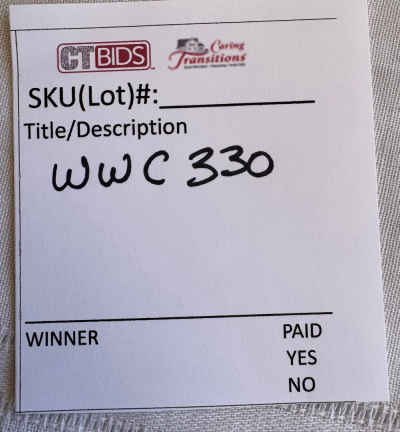 CTBIDS
Caring
Transitions
SKU(Lot)#:
Title/Description
WWC 330
WINNER PAID
YES
NO